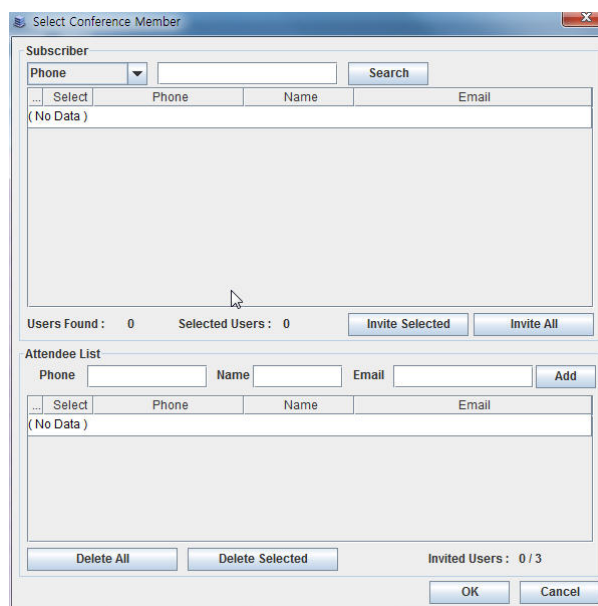 Select Conference Member
Subscriber
Phone Search
... Select Phone Name Email
( No Data )
Users Found : 0 Selected Users : 0 Invite Selected Invite All
Attendee List
Phone Name Email Add
... Select Phone Name Email
( No Data )
Delete All Delete Selected Invited Users : 0 / 3
OK Cancel